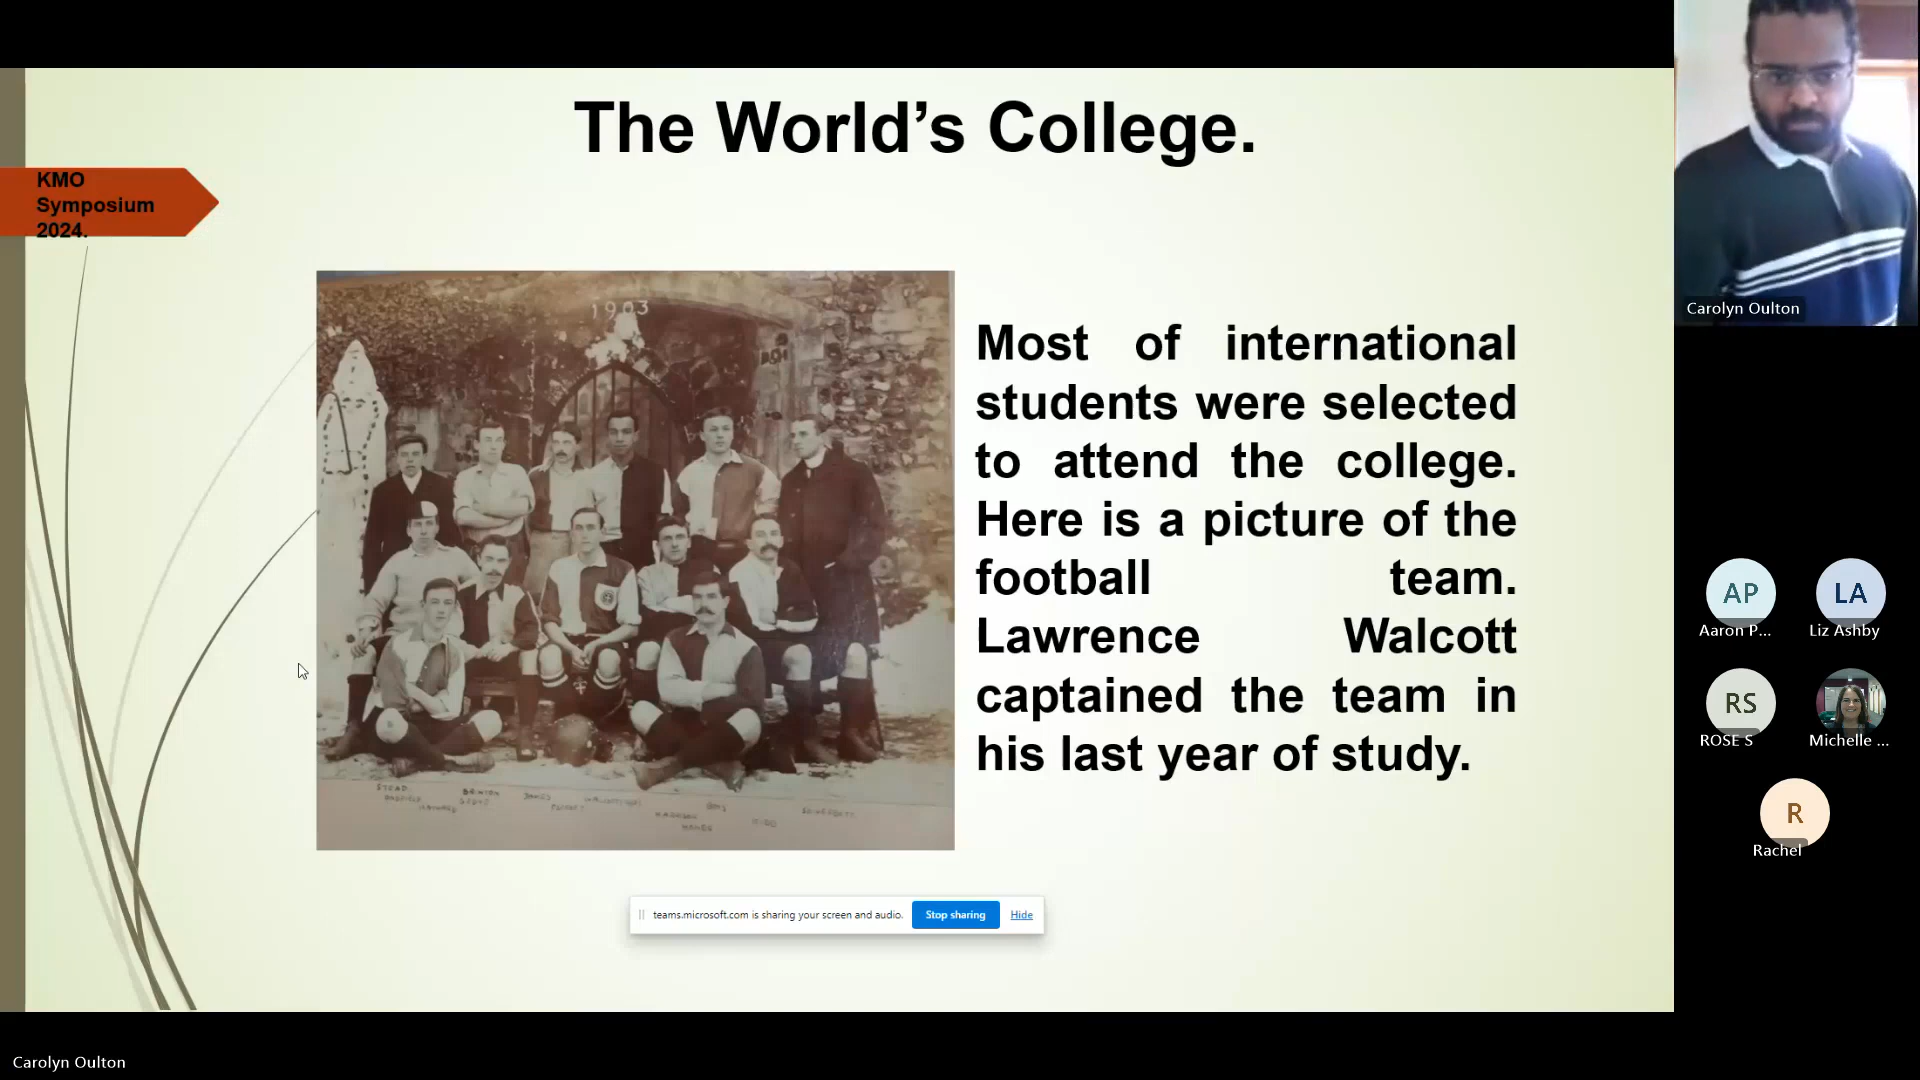 The World’s College.
KMO
Symposium
2024.
1903
Most of international
students were selected
to attend the college.
Here is a picture of the
football team.
Lawrence Walcott
captained the team in
his last year of study.
STEAD
teams.microsoft.com is sharing your screen and audio.
Stop sharing
Hide
Carolyn Oulton
AP
LA
Aaron P...
Liz Ashby
RS
ROSE S
Michelle ...
R
Rachel
Carolyn Oulton